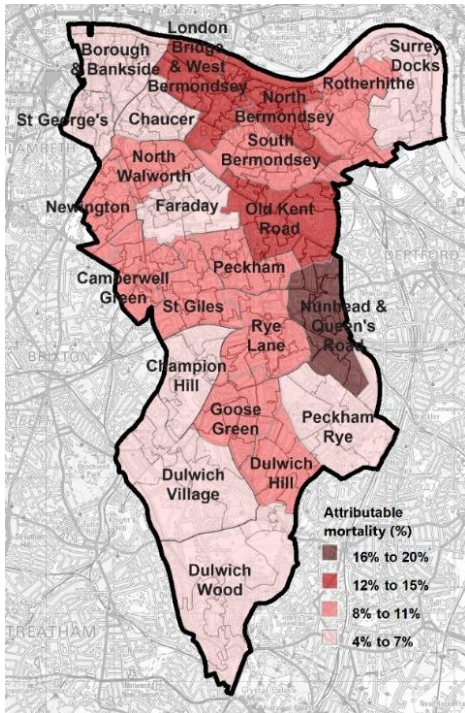 London
Bridge
& West
Bermondsey
Borough
& Bankside
Surrey
Docks
Rotherhithe
North
Bermondsey
St George's
Chaucer
South
Bermondsey
North
Walworth
Newington
Faraday
Old Kent
Road
Peckham
Camberwell
Green
St Giles
Nunhead &
Queen's
Road
Rye
Lane
Champion
Hill
Goose
Green
Peckham
Rye
Dulwich
Village
Dulwich
Hill
Dulwich
Wood
DEPTFORD
BRIXTON
TREATHAM
Crystal Palace
Attributable
mortality (%)
16% to 20%
12% to 15%
8% to 11%
4% to 7%